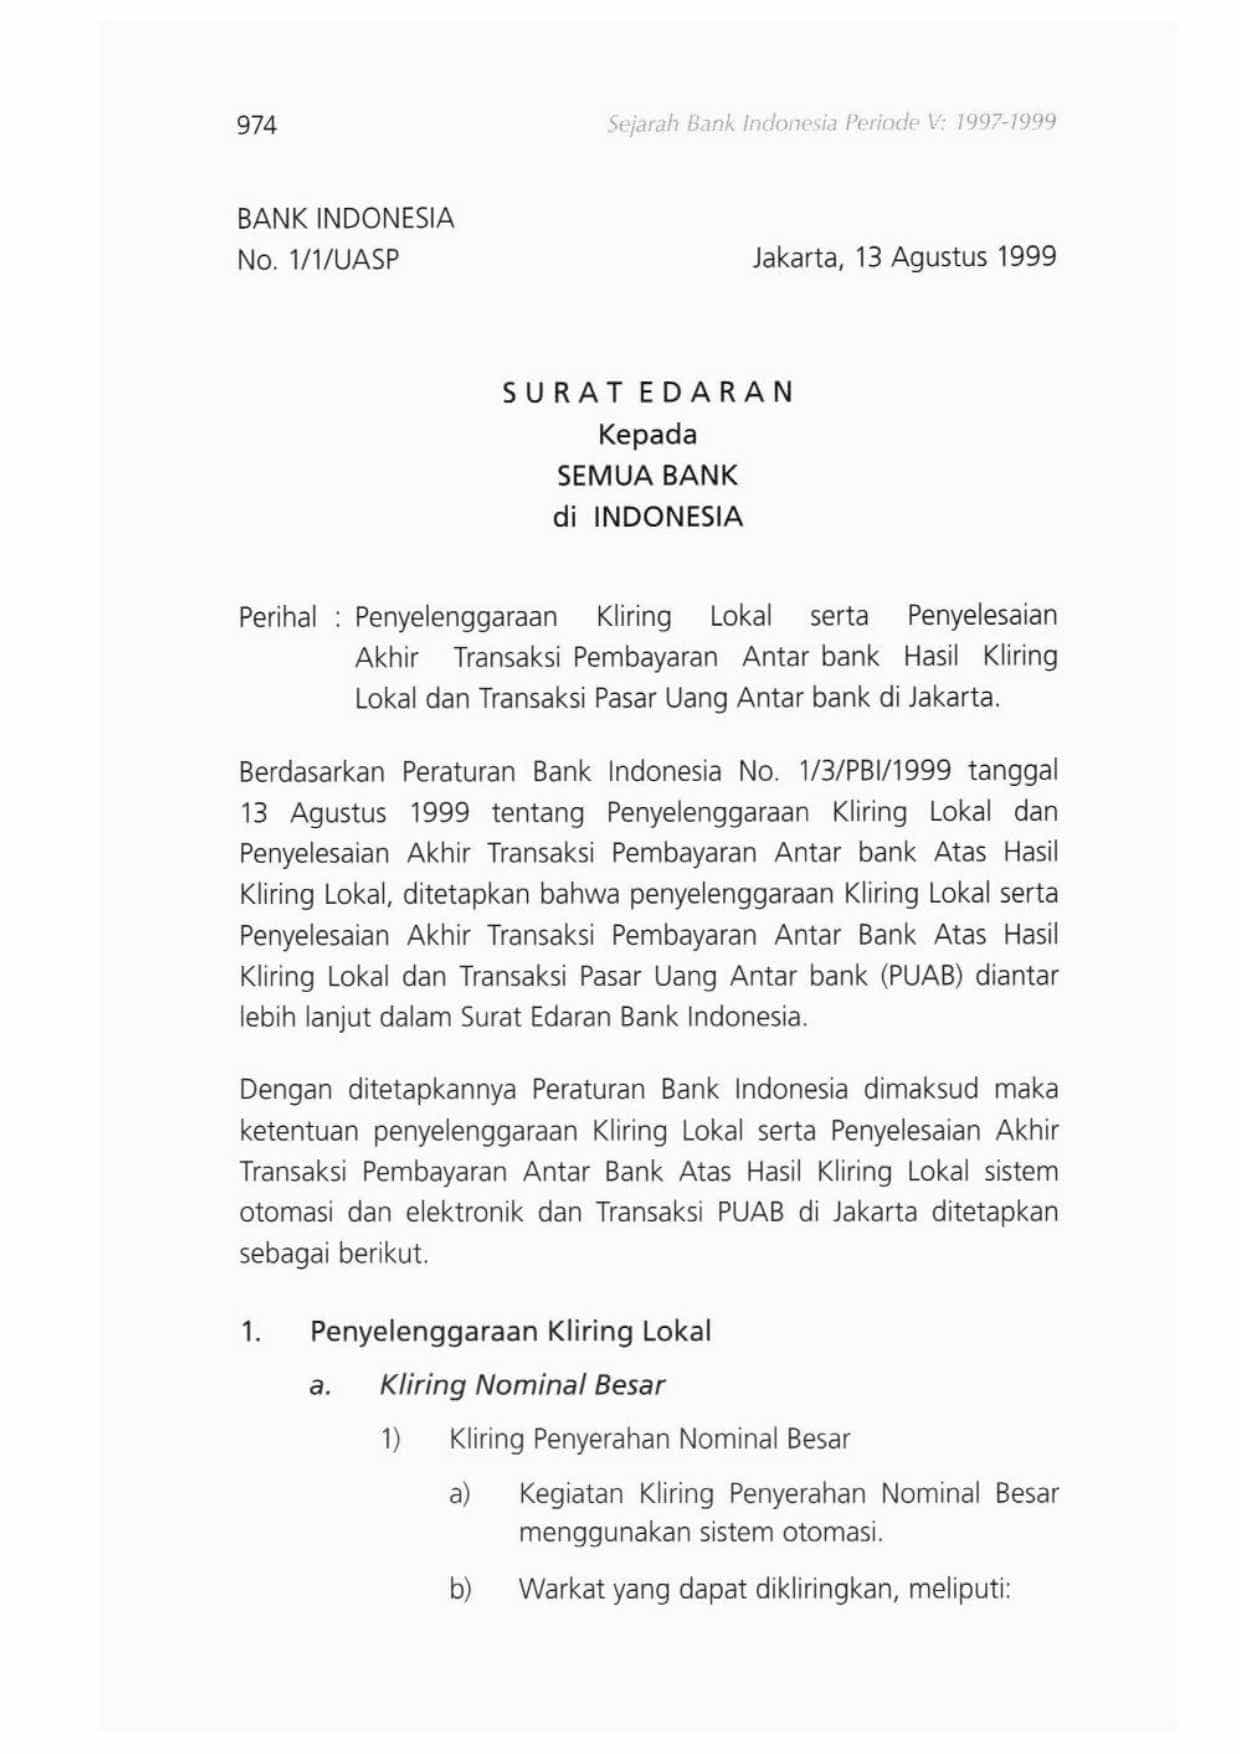 974 Sejarah Bank Indonesia Periode V: 1997-1999
BANK INDONESIA
No. 1/1/UASP Jakarta, 13 Agustus 1999
SURAT EDARAN
Kepada
SEMUA BANK
di INDONESIA
Perihal : Penyelenggaraan Kliring Lokal serta Penyelesaian
Akhir Transaksi Pembayaran Antar bank Hasil Kliring
Lokal dan Transaksi Pasar Uang Antar bank di Jakarta.
Berdasarkan Peraturan Bank Indonesia No. 1/3/PBI/1999 tanggal
13 Agustus 1999 tentang Penyelenggaraan Kliring Lokal dan
Penyelesaian Akhir Transaksi Pembayaran Antar bank Atas Hasil
Kliring Lokal, ditetapkan bahwa penyelenggaraan Kliring Lokal serta
Penyelesaian Akhir Transaksi Pembayaran Antar Bank Atas Hasil
Kliring Lokal dan Transaksi Pasar Uang Antar bank (PUAB) diantar
lebih lanjut dalam Surat Edaran Bank Indonesia.
Dengan ditetapkannya Peraturan Bank Indonesia dimaksud maka
ketentuan penyelenggaraan Kliring Lokal serta Penyelesaian Akhir
Transaksi Pembayaran Antar Bank Atas Hasil Kliring Lokal sistem
otomasi dan elektronik dan Transaksi PUAB di Jakarta ditetapkan
sebagai berikut.
1. Penyelenggaraan Kliring Lokal
a. Kliring Nominal Besar
1) Kliring Penyerahan Nominal Besar
a) Kegiatan Kliring Penyerahan Nominal Besar
menggunakan sistem otomasi.
b) Warkat yang dapat dikliringkan, meliputi: